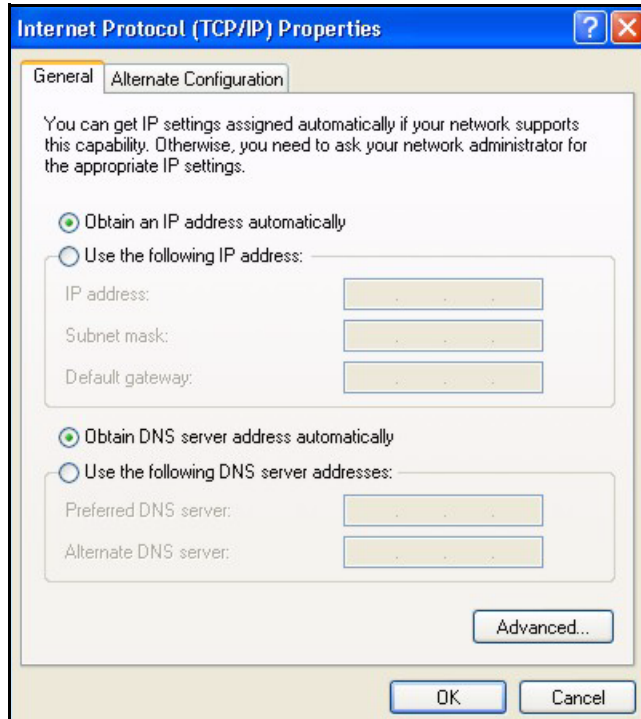 Internet Protocol (TCP/IP) Properties
General
Alternate Configuration
You can get IP settings assigned automatically if your network supports
this capability. Otherwise, you need to ask your network administrator for
the appropriate IP settings.
Obtain an IP address automatically
Use the following IP address:
IP address:
Subnet mask:
Default gateway:
Obtain DNS server address automatically
Use the following DNS server addresses:
Preferred DNS server:
Alternate DNS server:
Advanced...
OK
Cancel